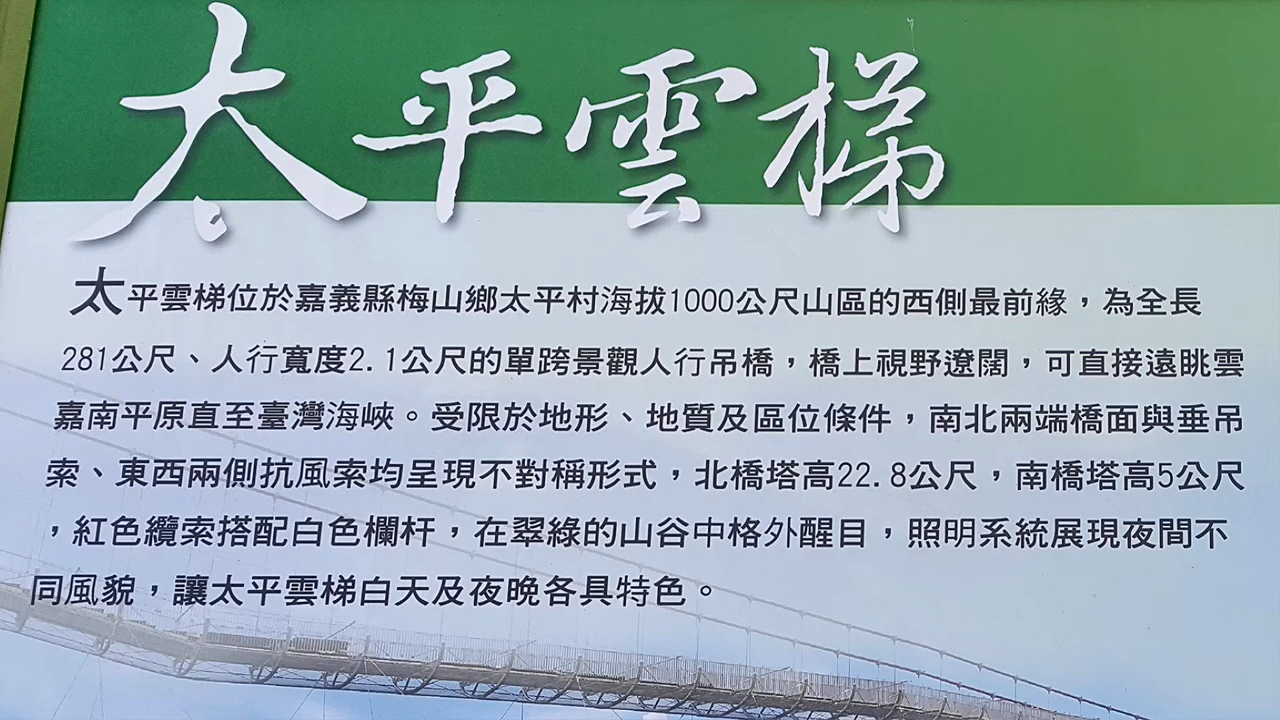 太平雲梯
太平雲梯位於嘉義縣梅山鄉太平村海拔1000公尺山區的西側最前緣，為全長
281公尺、人行寬度2.1公尺的單跨景觀人行吊橋，橋上視野遼闊，可直接遠眺雲
嘉南平原直至臺灣海峽。受限於地形、地質及區位條件，南北兩端橋面與垂吊
索、東西兩側抗風索均呈現不對稱形式，北橋塔高22.8公尺，南橋塔高5公尺
，紅色纜索搭配白色欄杆，在翠綠的山谷中格外醒目，照明系統展現夜間不
同風貌，讓太平雲梯白天及夜晚各具特色。